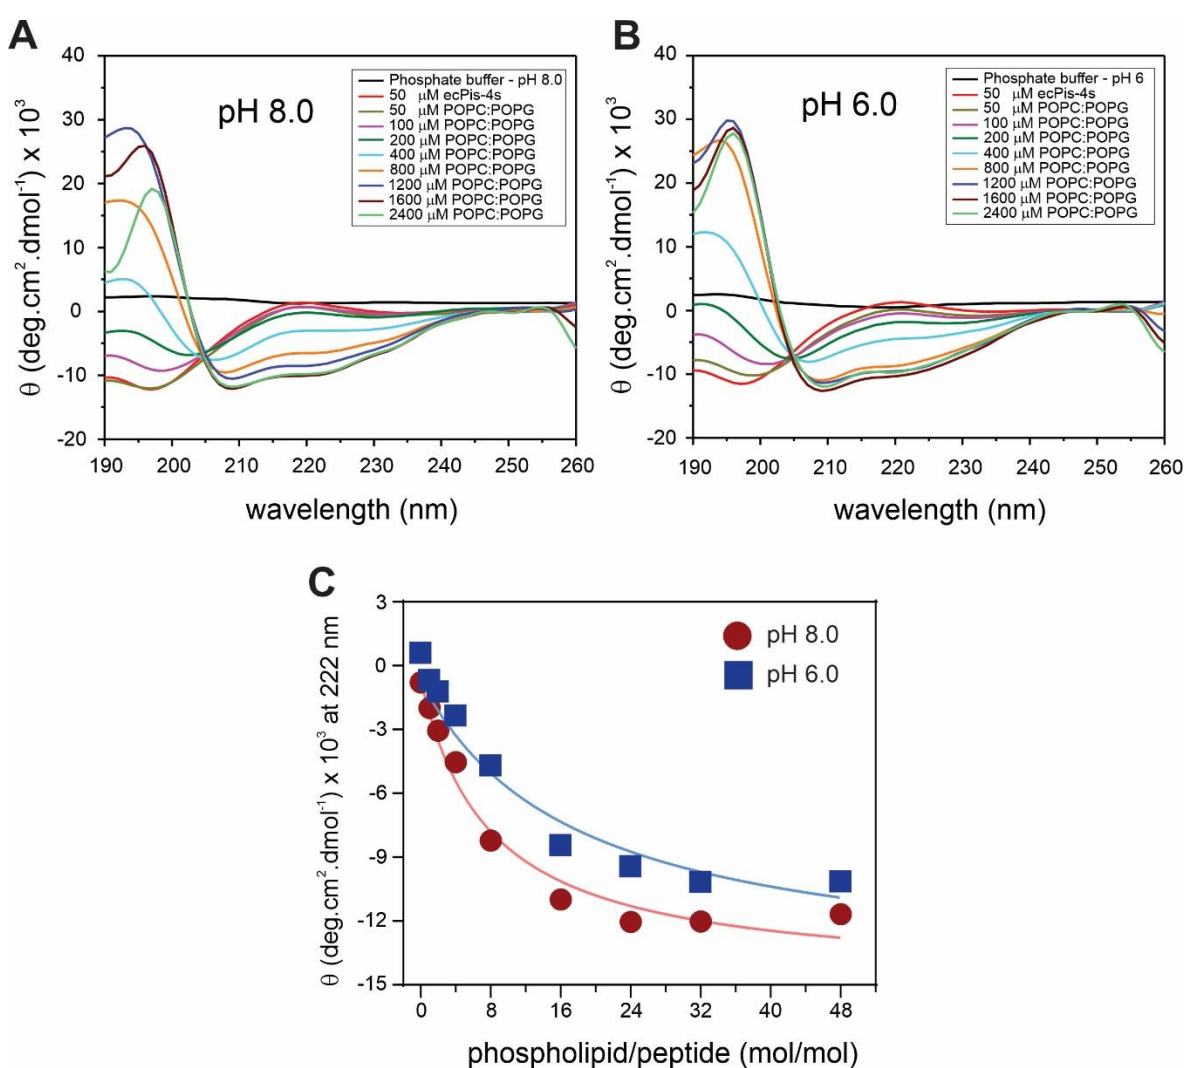 A
pH 8.0
Phosphate buffer - pH 8.0
50 μM ecPis-4s
50 μM POPC:POPG
100 μM POPC:POPG
200 μM POPC:POPG
400 μM POPC:POPG
800 μM POPC:POPG
1200 μM POPC:POPG
1600 μM POPC:POPG
2400 μM POPC:POPG
θ (deg.cm².dmol⁻¹) x 10³
40
30
20
10
0
-10
-20
190 200 210 220 230 240 250 260
wavelength (nm)
B
pH 6.0
Phosphate buffer - pH 6
50 μM ecPis-4s
50 μM POPC:POPG
100 μM POPC:POPG
200 μM POPC:POPG
400 μM POPC:POPG
800 μM POPC:POPG
1200 μM POPC:POPG
1600 μM POPC:POPG
2400 μM POPC:POPG
θ (deg.cm².dmol⁻¹) x 10³
40
30
20
10
0
-10
-20
190 200 210 220 230 240 250 260
wavelength (nm)
C
pH 8.0
pH 6.0
θ (deg.cm².dmol⁻¹) x 10³ at 222 nm
3
0
-3
-6
-9
-12
-15
0 8 16 24 32 40 48
phospholipid/peptide (mol/mol)